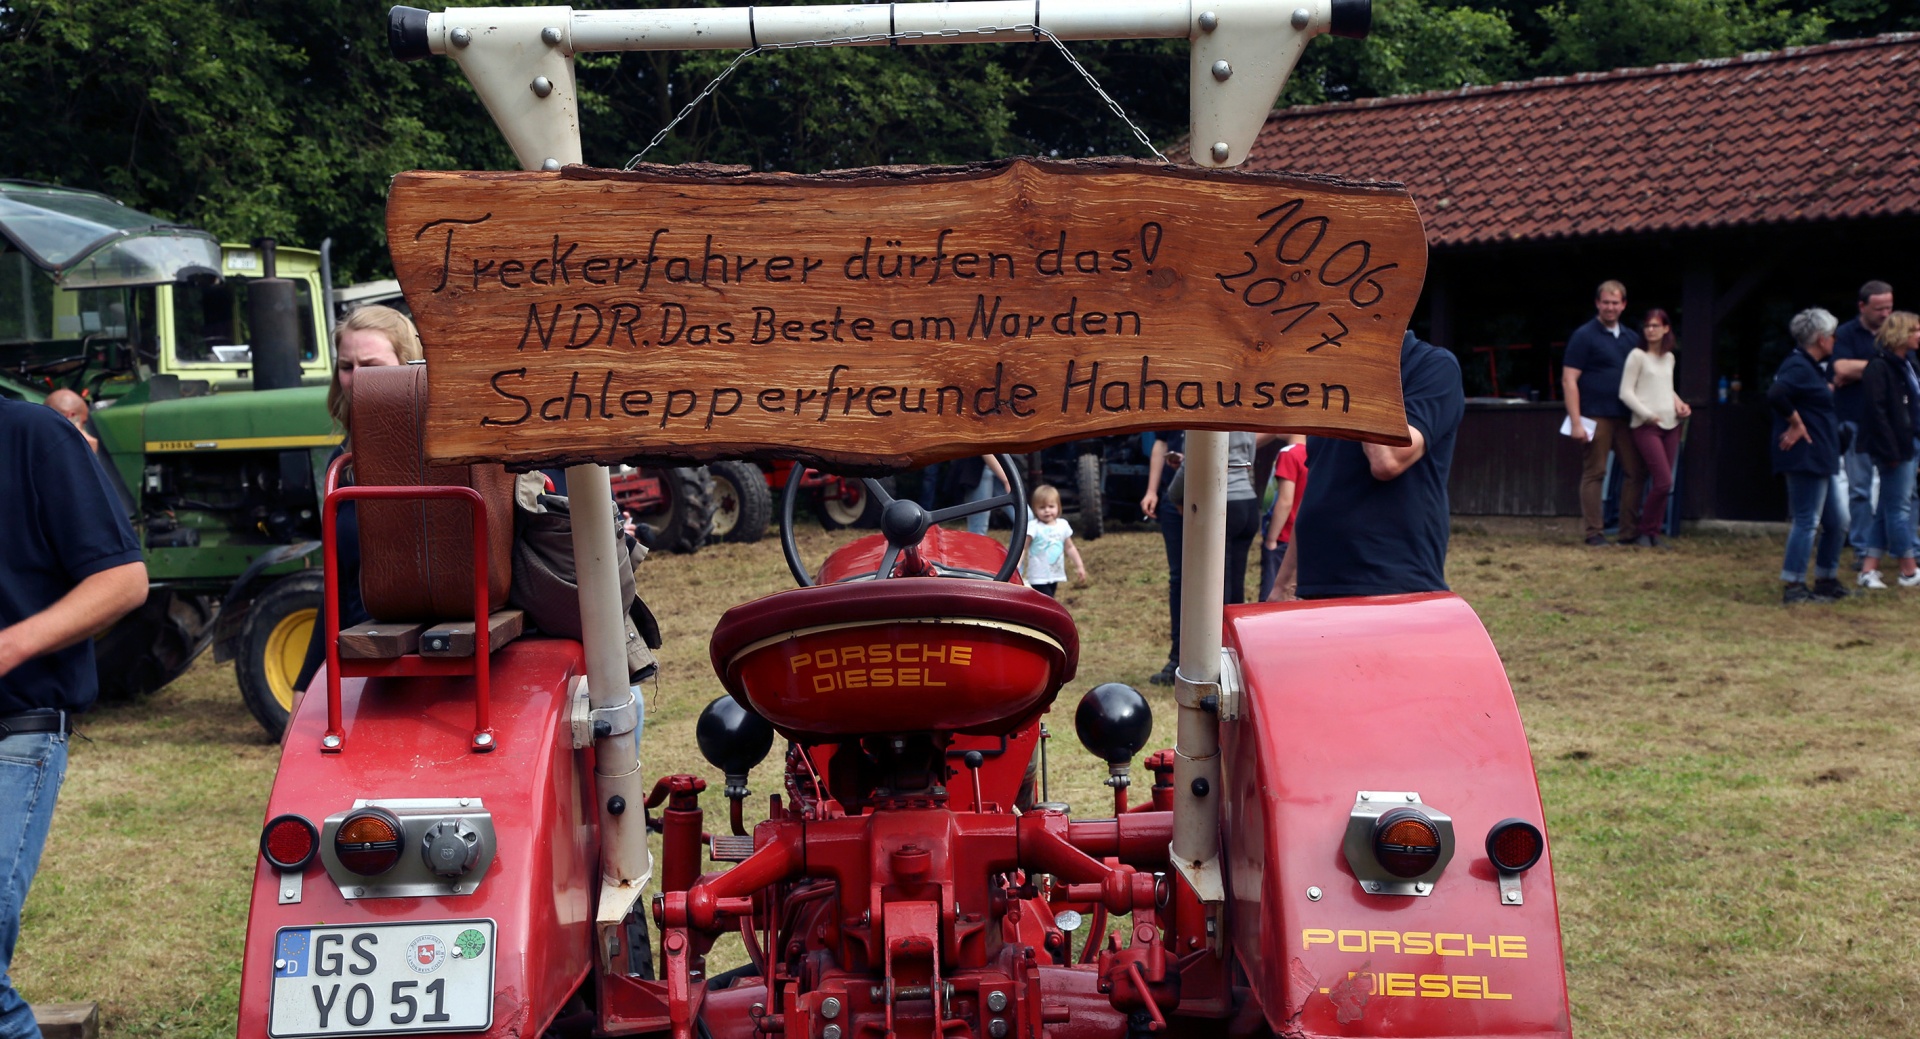 Treckerfahrer dürfen das!
10.06.
2017
NDR. Das Beste am Norden
Schlepperfreunde Hahausen
PORSCHE
DIESEL
GS
YO 51
PORSCHE
DIESEL
D